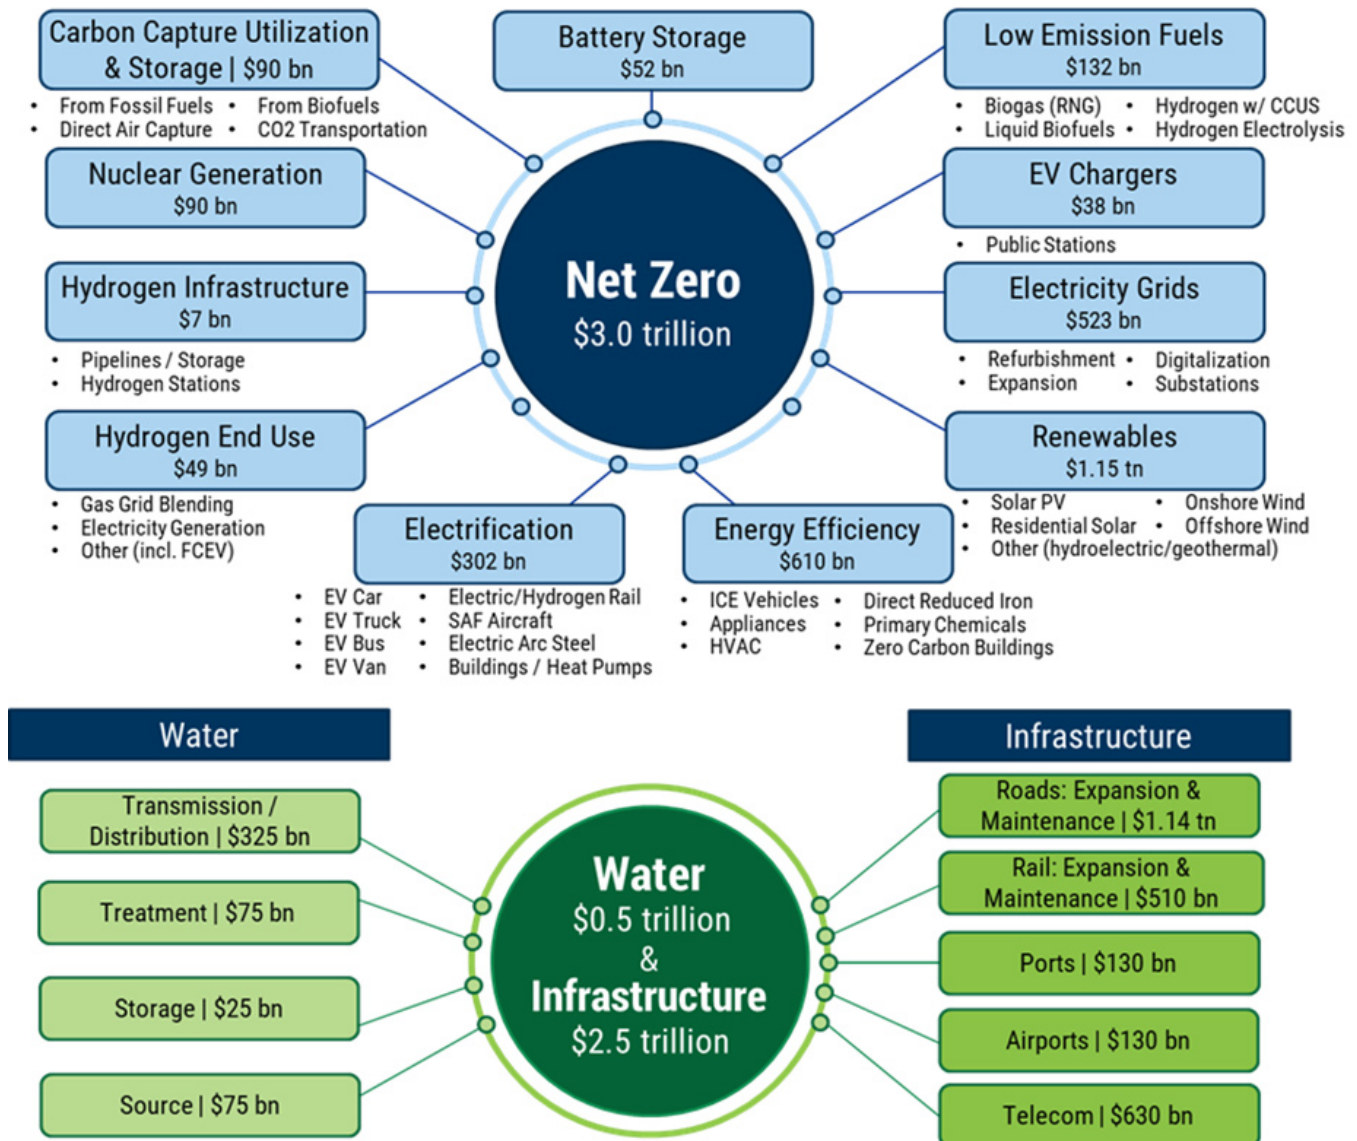 Carbon Capture Utilization
& Storage | $90 bn
• From Fossil Fuels • From Biofuels
• Direct Air Capture • CO2 Transportation
Battery Storage
$52 bn
Low Emission Fuels
$132 bn
• Biogas (RNG) • Hydrogen w/ CCUS
• Liquid Biofuels • Hydrogen Electrolysis
Nuclear Generation
$90 bn
EV Chargers
$38 bn
• Public Stations
Net Zero
$3.0 trillion
Hydrogen Infrastructure
$7 bn
• Pipelines / Storage
• Hydrogen Stations
Electricity Grids
$523 bn
• Refurbishment • Digitalization
• Expansion • Substations
Hydrogen End Use
$49 bn
• Gas Grid Blending
• Electricity Generation
• Other (incl. FCEV)
Renewables
$1.15 tn
• Solar PV • Onshore Wind
• Residential Solar • Offshore Wind
• Other (hydroelectric/geothermal)
Electrification
$302 bn
• EV Car • Electric/Hydrogen Rail
• EV Truck • SAF Aircraft
• EV Bus • Electric Arc Steel
• EV Van • Buildings / Heat Pumps
Energy Efficiency
$610 bn
• ICE Vehicles • Direct Reduced Iron
• Appliances • Primary Chemicals
• HVAC • Zero Carbon Buildings
Water
Transmission /
Distribution | $325 bn
Treatment | $75 bn
Storage | $25 bn
Source | $75 bn
Water
$0.5 trillion
&
Infrastructure
$2.5 trillion
Infrastructure
Roads: Expansion &
Maintenance | $1.14 tn
Rail: Expansion &
Maintenance | $510 bn
Ports | $130 bn
Airports | $130 bn
Telecom | $630 bn